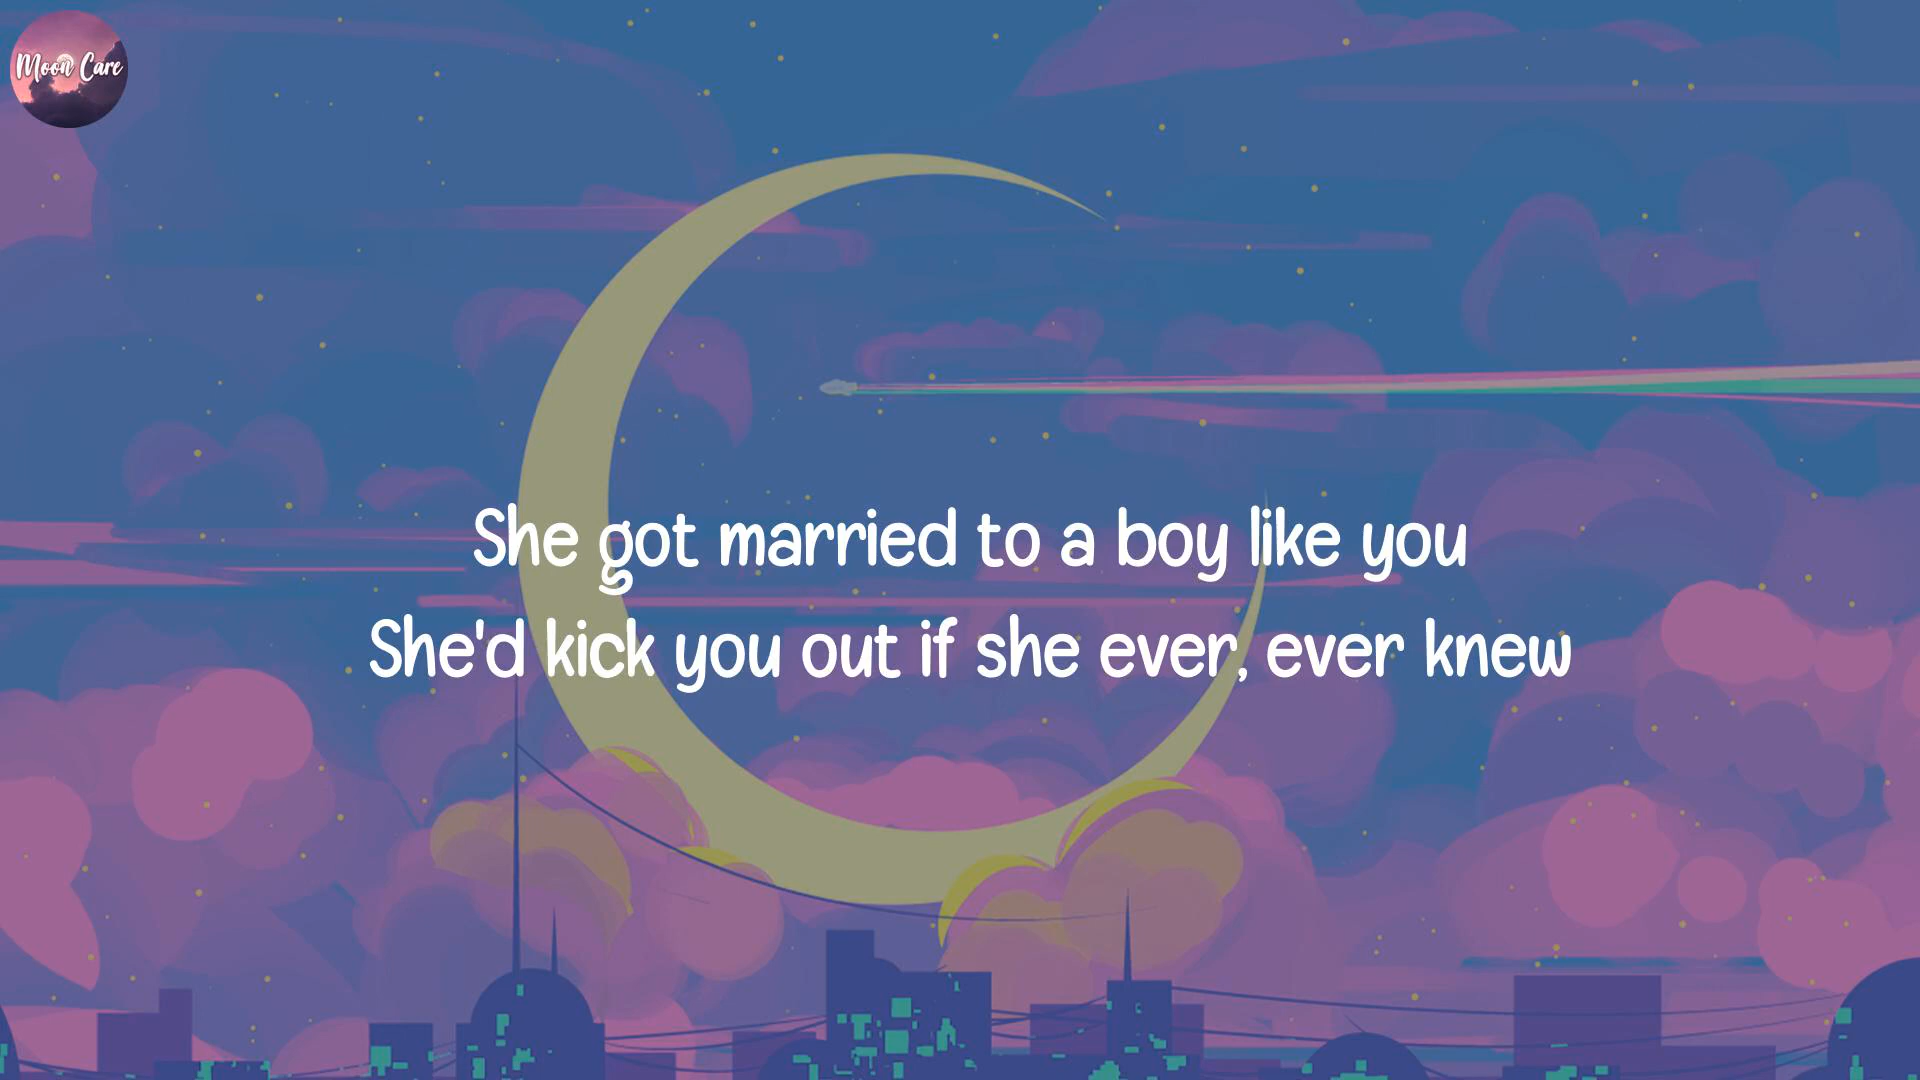 Moon Care
She got married to a boy like you
She'd kick you out if she ever, ever knew